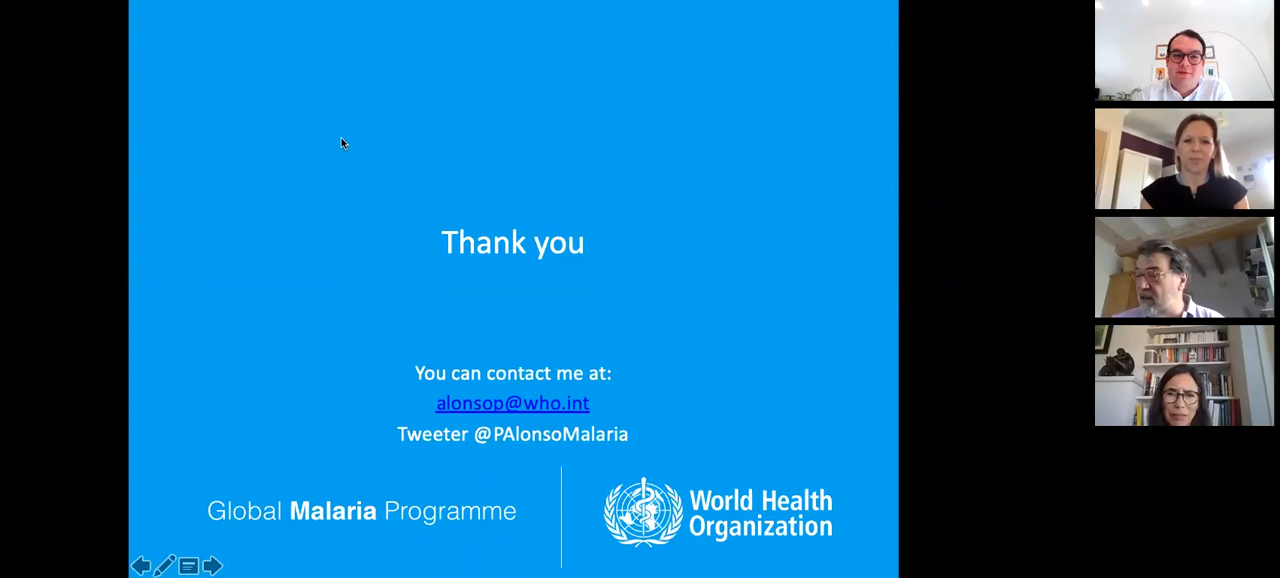 Thank you
You can contact me at:
alonsop@who.int
Tweeter @PAlonsoMalaria
Global Malaria Programme
World Health
Organization